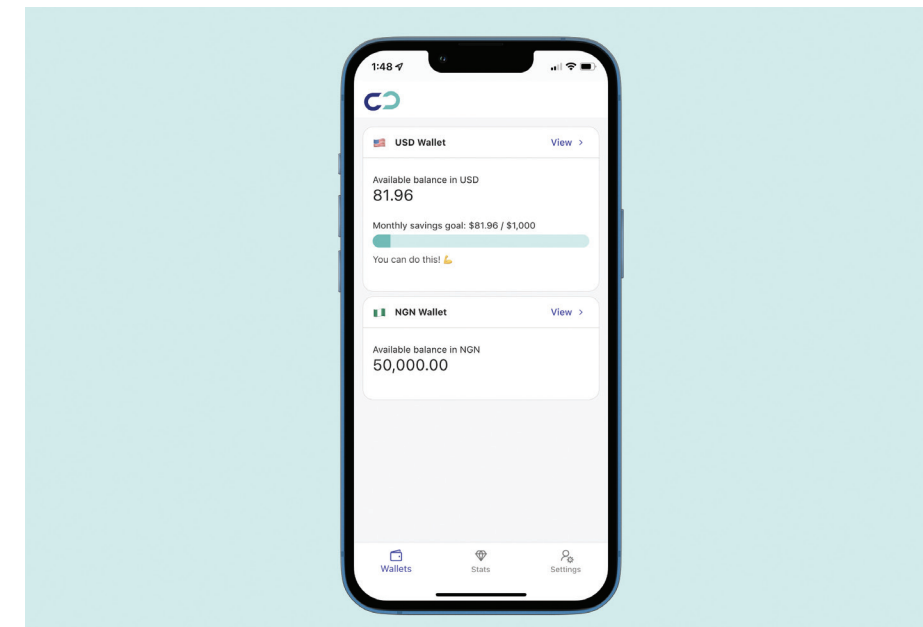 1:48
USD Wallet View >
Available balance in USD
81.96
Monthly savings goal: $81.96 / $1,000
You can do this! 💪
NGN Wallet View >
Available balance in NGN
50,000.00
Wallets Stats Settings